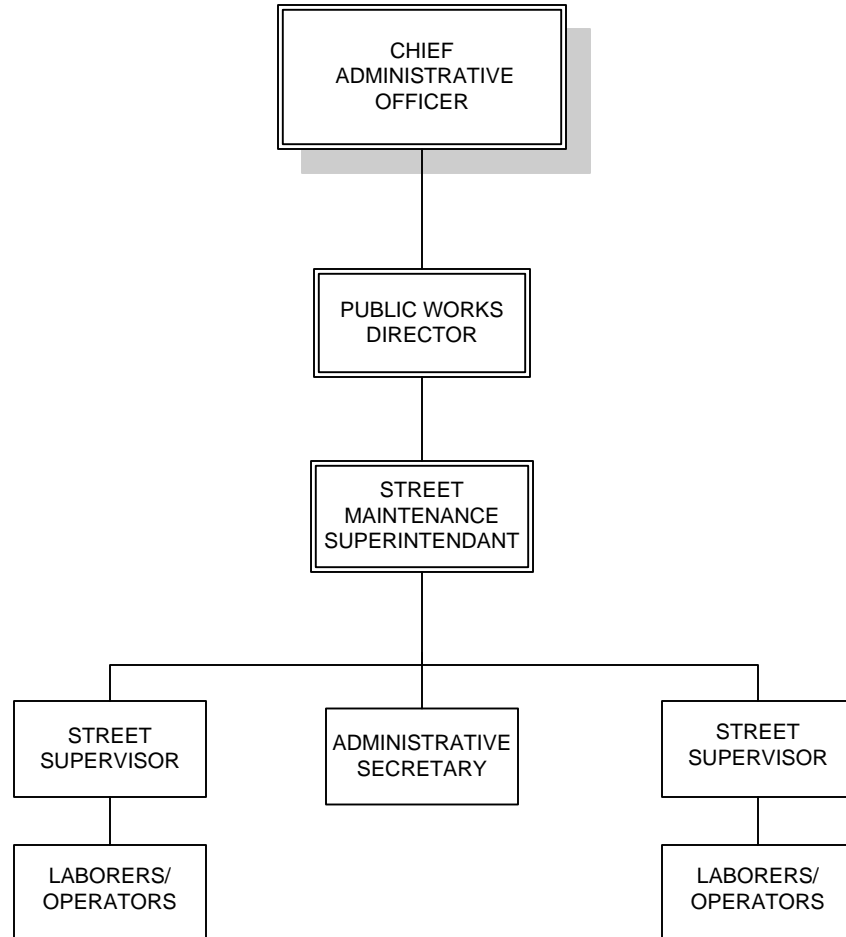 CHIEF
ADMINISTRATIVE
OFFICER
PUBLIC WORKS
DIRECTOR
STREET
MAINTENANCE
SUPERINTENDANT
STREET
SUPERVISOR
ADMINISTRATIVE
SECRETARY
STREET
SUPERVISOR
LABORERS/
OPERATORS
LABORERS/
OPERATORS